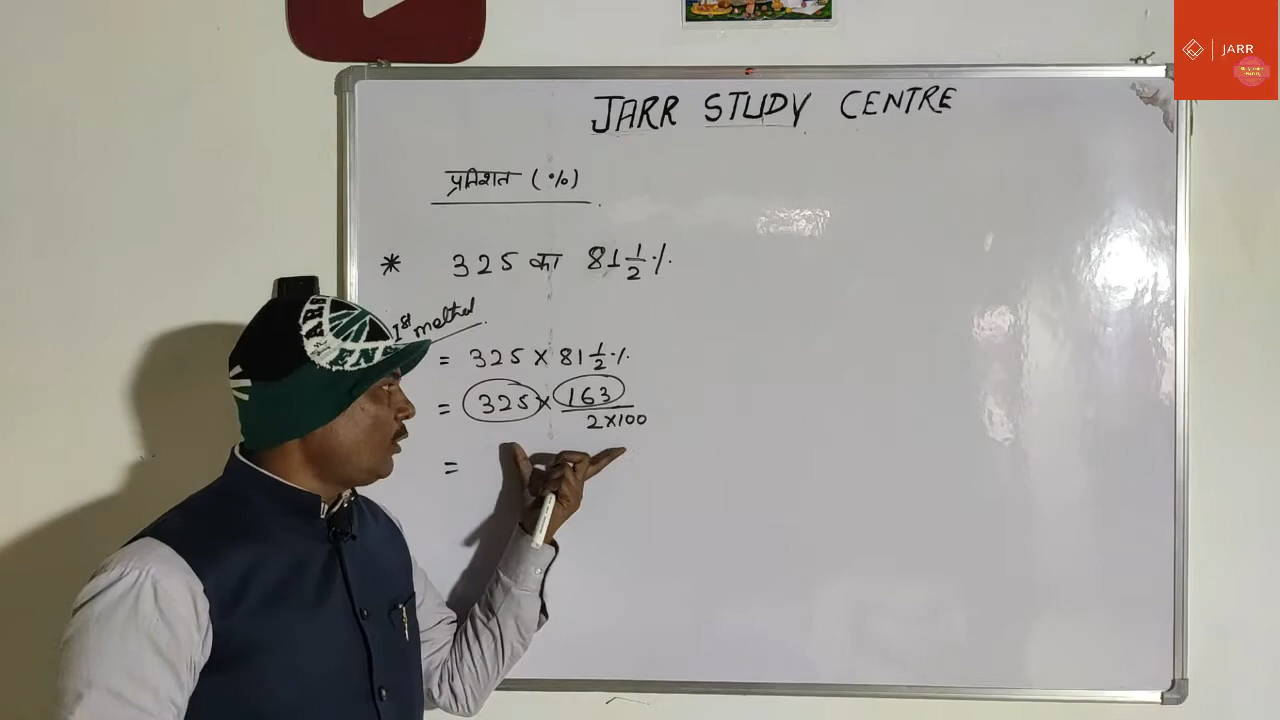 JARR
JARR STUDY CENTRE
प्रतिशत (%)
* 325 का 81 1/2 %
1st methed
= 325 × 81 1/2 %
= 325 × 163 / 2×100
=